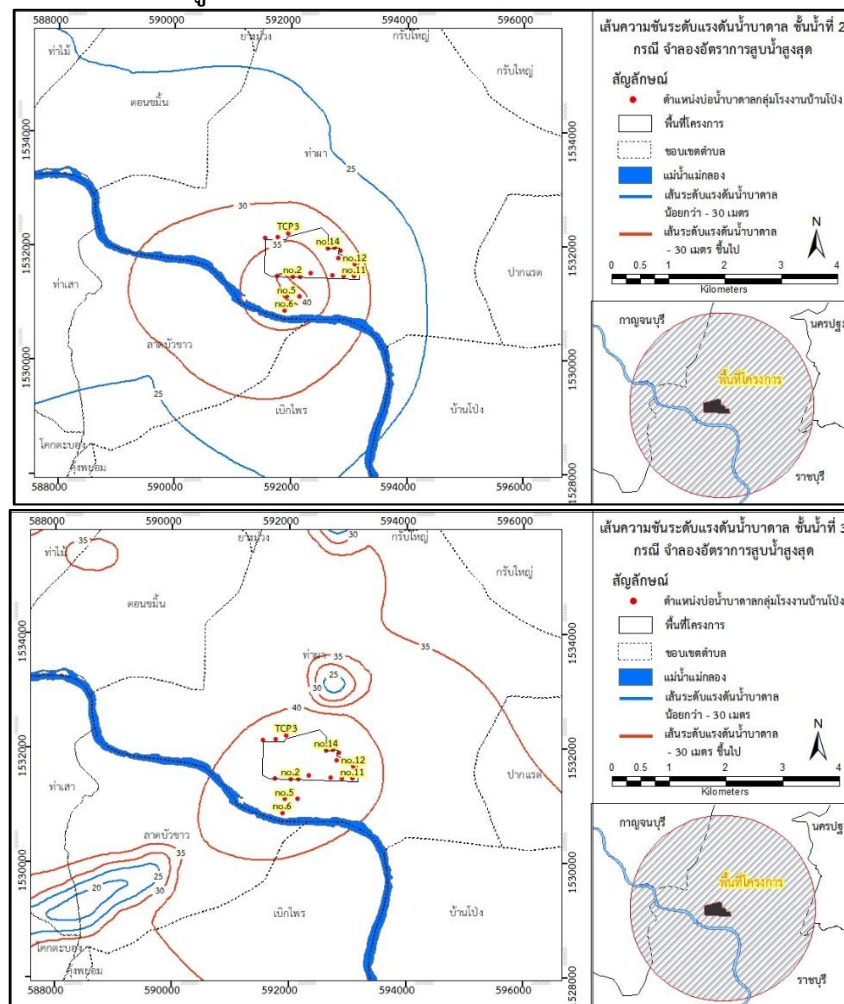 588000 590000 592000 594000 596000
ยางม่วง กรับใหญ่
ท่าไม้
ดอนขมิ้น
กรับใหญ่
1534000 1534000
ท่าผา
25
30
TCP3
1532000 1532000
35 no.14
no.12
no.2 no.11
ปากแรต
ท่าเสา
no.5 40
no.6
ลาดบัวขาว
1530000 1530000
25
เบิกไพร
บ้านโป่ง
โคกตะบอง
คุ้งพยอม
1528000
588000 590000 592000 594000 596000
เส้นความชันระดับแรงดันน้ำบาดาล ชั้นน้ำที่ 2
กรณี จำลองอัตราการสูบน้ำสูงสุด
สัญลักษณ์
ตำแหน่งบ่อน้ำบาดาลกลุ่มโรงงานบ้านโป่ง
พื้นที่โครงการ
ขอบเขตตำบล
แม่น้ำแม่กลอง
เส้นระดับแรงดันน้ำบาดาล
น้อยกว่า - 30 เมตร
เส้นระดับแรงดันน้ำบาดาล
- 30 เมตร ขึ้นไป
N
0 0.5 1 2 3 4
Kilometers
กาญจนบุรี นครปฐม
พื้นที่โครงการ
ราชบุรี
588000 590000 592000 594000 596000
ยางม่วง กรับใหญ่
35 30
ท่าไม้
กรับใหญ่
ดอนขมิ้น
1534000 1534000
35
ท่าผา 35
25
30
40
TCP3
1532000 1532000
no.14
no.12
no.2 no.11
ปากแรต
ท่าเสา
no.5
no.6
ลาดบัวขาว
35
1530000 1530000
25
20 30
เบิกไพร
บ้านโป่ง
โคกตะบอง
คุ้งพยอม
35
1528000
588000 590000 592000 594000 596000
เส้นความชันระดับแรงดันน้ำบาดาล ชั้นน้ำที่ 3
กรณี จำลองอัตราการสูบน้ำสูงสุด
สัญลักษณ์
ตำแหน่งบ่อน้ำบาดาลกลุ่มโรงงานบ้านโป่ง
พื้นที่โครงการ
ขอบเขตตำบล
แม่น้ำแม่กลอง
เส้นระดับแรงดันน้ำบาดาล
น้อยกว่า - 30 เมตร
เส้นระดับแรงดันน้ำบาดาล
- 30 เมตร ขึ้นไป
N
0 0.5 1 2 3 4
Kilometers
กาญจนบุรี นครปฐม
พื้นที่โครงการ
ราชบุรี